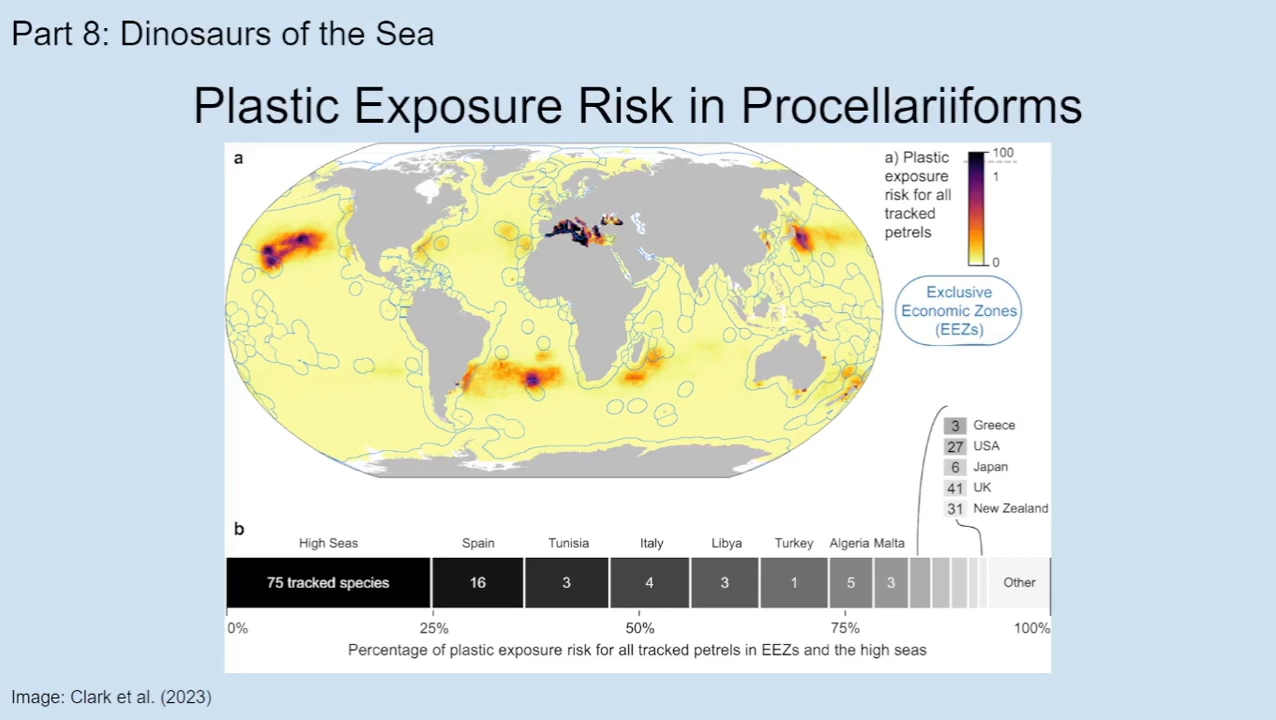 Part 8: Dinosaurs of the Sea
Plastic Exposure Risk in Procellariiforms
a
a) Plastic
exposure
risk for all
tracked
petrels
100
1
0
Exclusive
Economic Zones
(EEZs)
3 Greece
27 USA
6 Japan
41 UK
31 New Zealand
b
High Seas Spain Tunisia Italy Libya Turkey Algeria Malta
75 tracked species 16 3 4 3 1 5 3 Other
0% 25% 50% 75% 100%
Percentage of plastic exposure risk for all tracked petrels in EEZs and the high seas
Image: Clark et al. (2023)